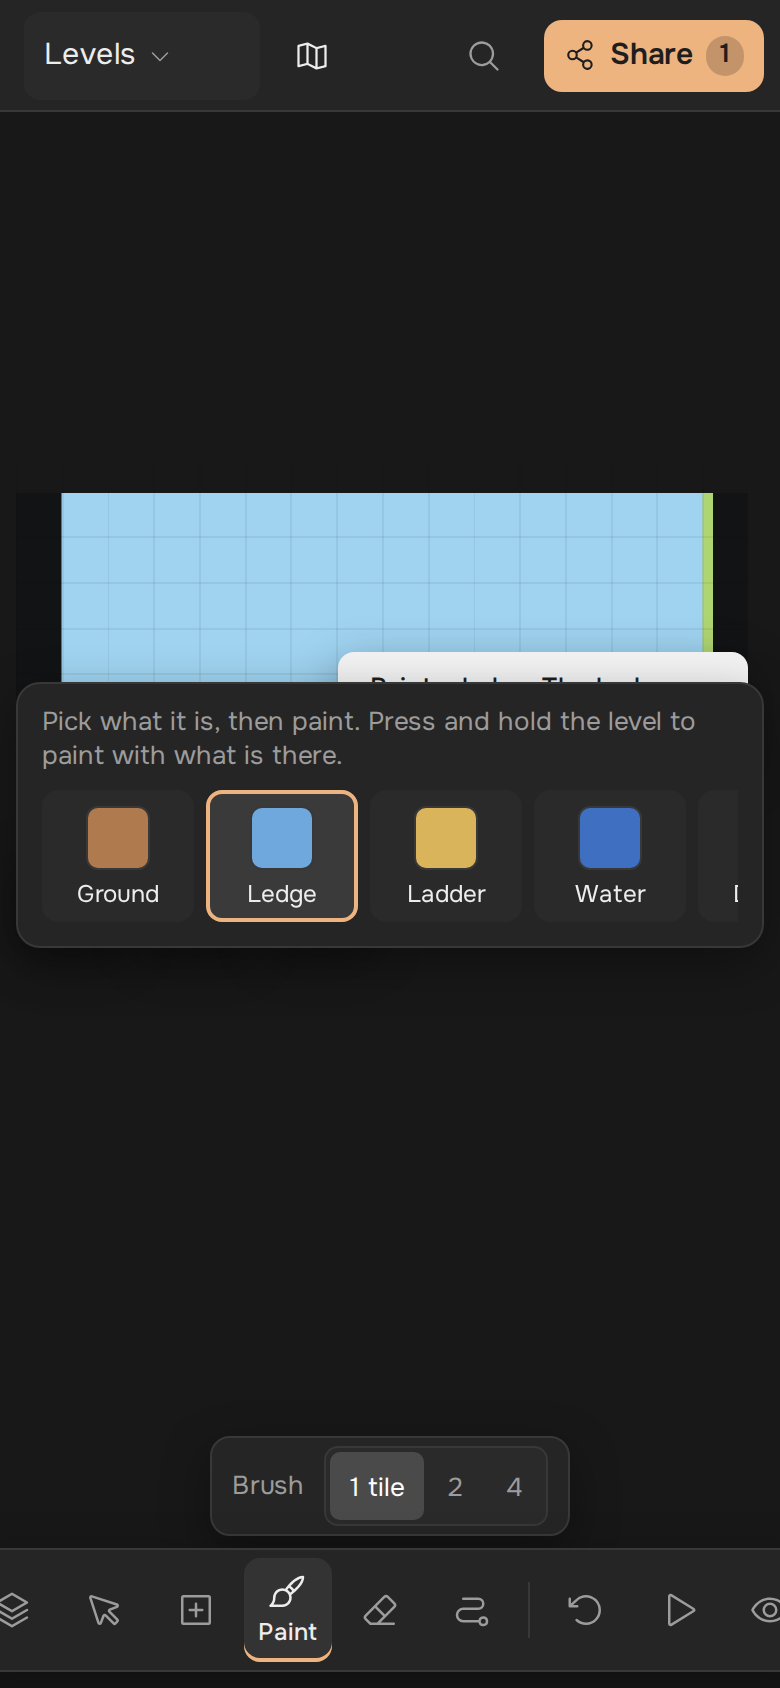 Levels
Share 1
Pick what it is, then paint. Press and hold the level to
paint with what is there.
Ground
Ledge
Ladder
Water
Brush
1 tile
2
4
Paint